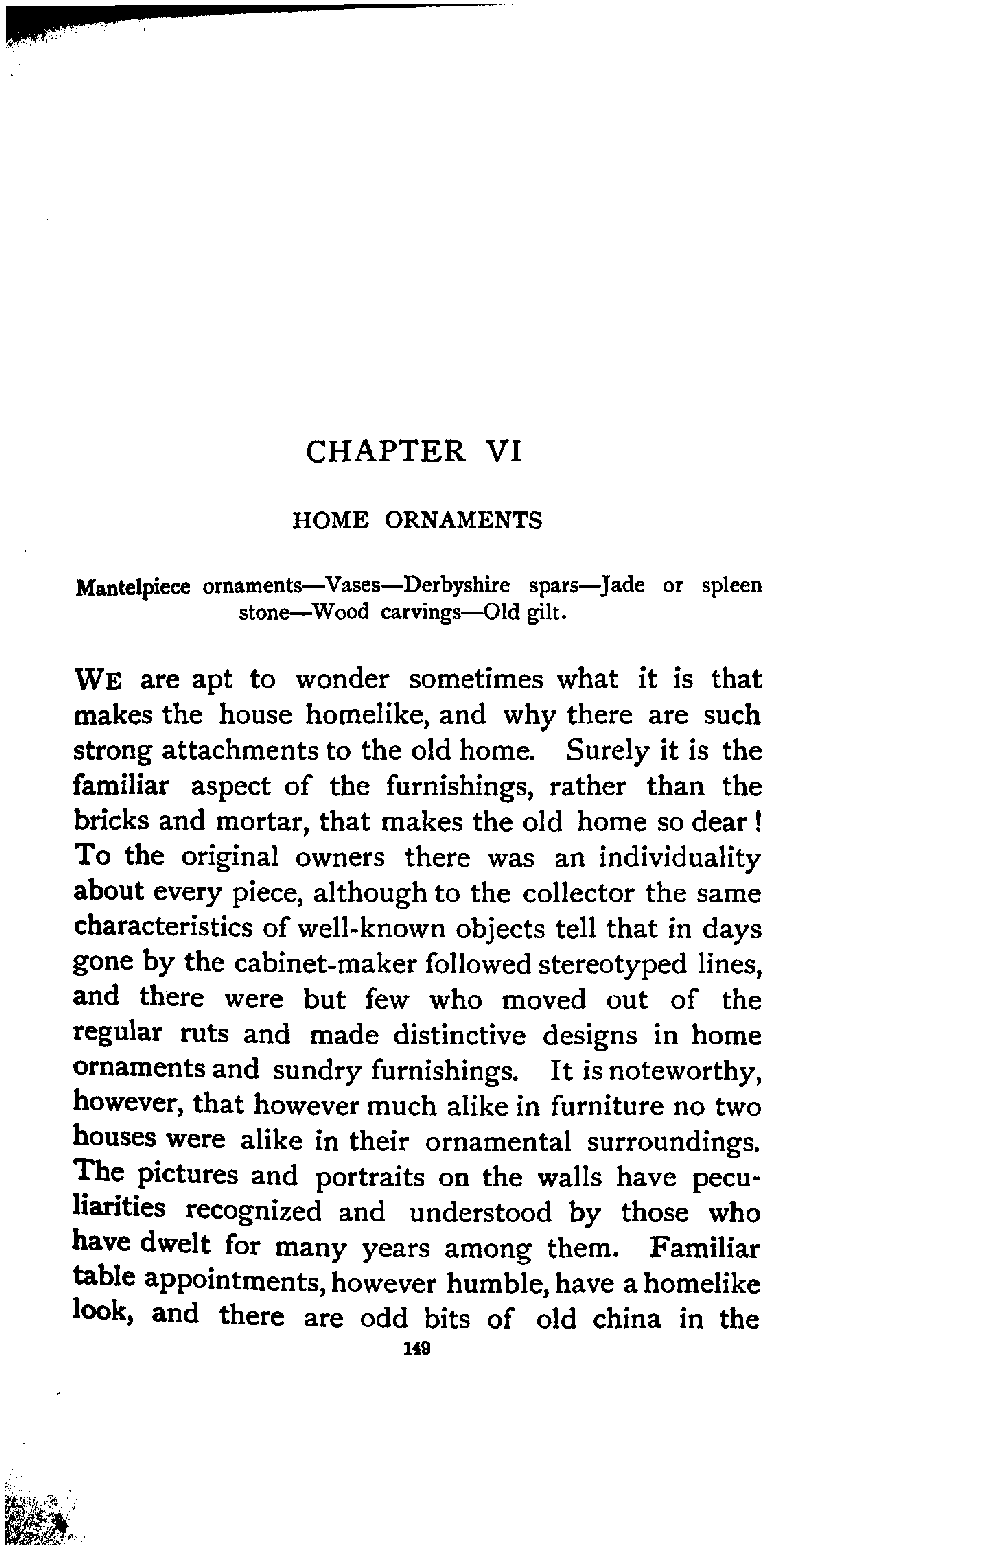 CHAPTER VI
HOME ORNAMENTS
Mantelpiece ornaments—Vases—Derbyshire spars—Jade or spleen
stone—Wood carvings—Old gilt.
WE are apt to wonder sometimes what it is that
makes the house homelike, and why there are such
strong attachments to the old home. Surely it is the
familiar aspect of the furnishings, rather than the
bricks and mortar, that makes the old home so dear!
To the original owners there was an individuality
about every piece, although to the collector the same
characteristics of well-known objects tell that in days
gone by the cabinet-maker followed stereotyped lines,
and there were but few who moved out of the
regular ruts and made distinctive designs in home
ornaments and sundry furnishings. It is noteworthy,
however, that however much alike in furniture no two
houses were alike in their ornamental surroundings.
The pictures and portraits on the walls have pecu-
liarities recognized and understood by those who
have dwelt for many years among them. Familiar
table appointments, however humble, have a homelike
look, and there are odd bits of old china in the
149